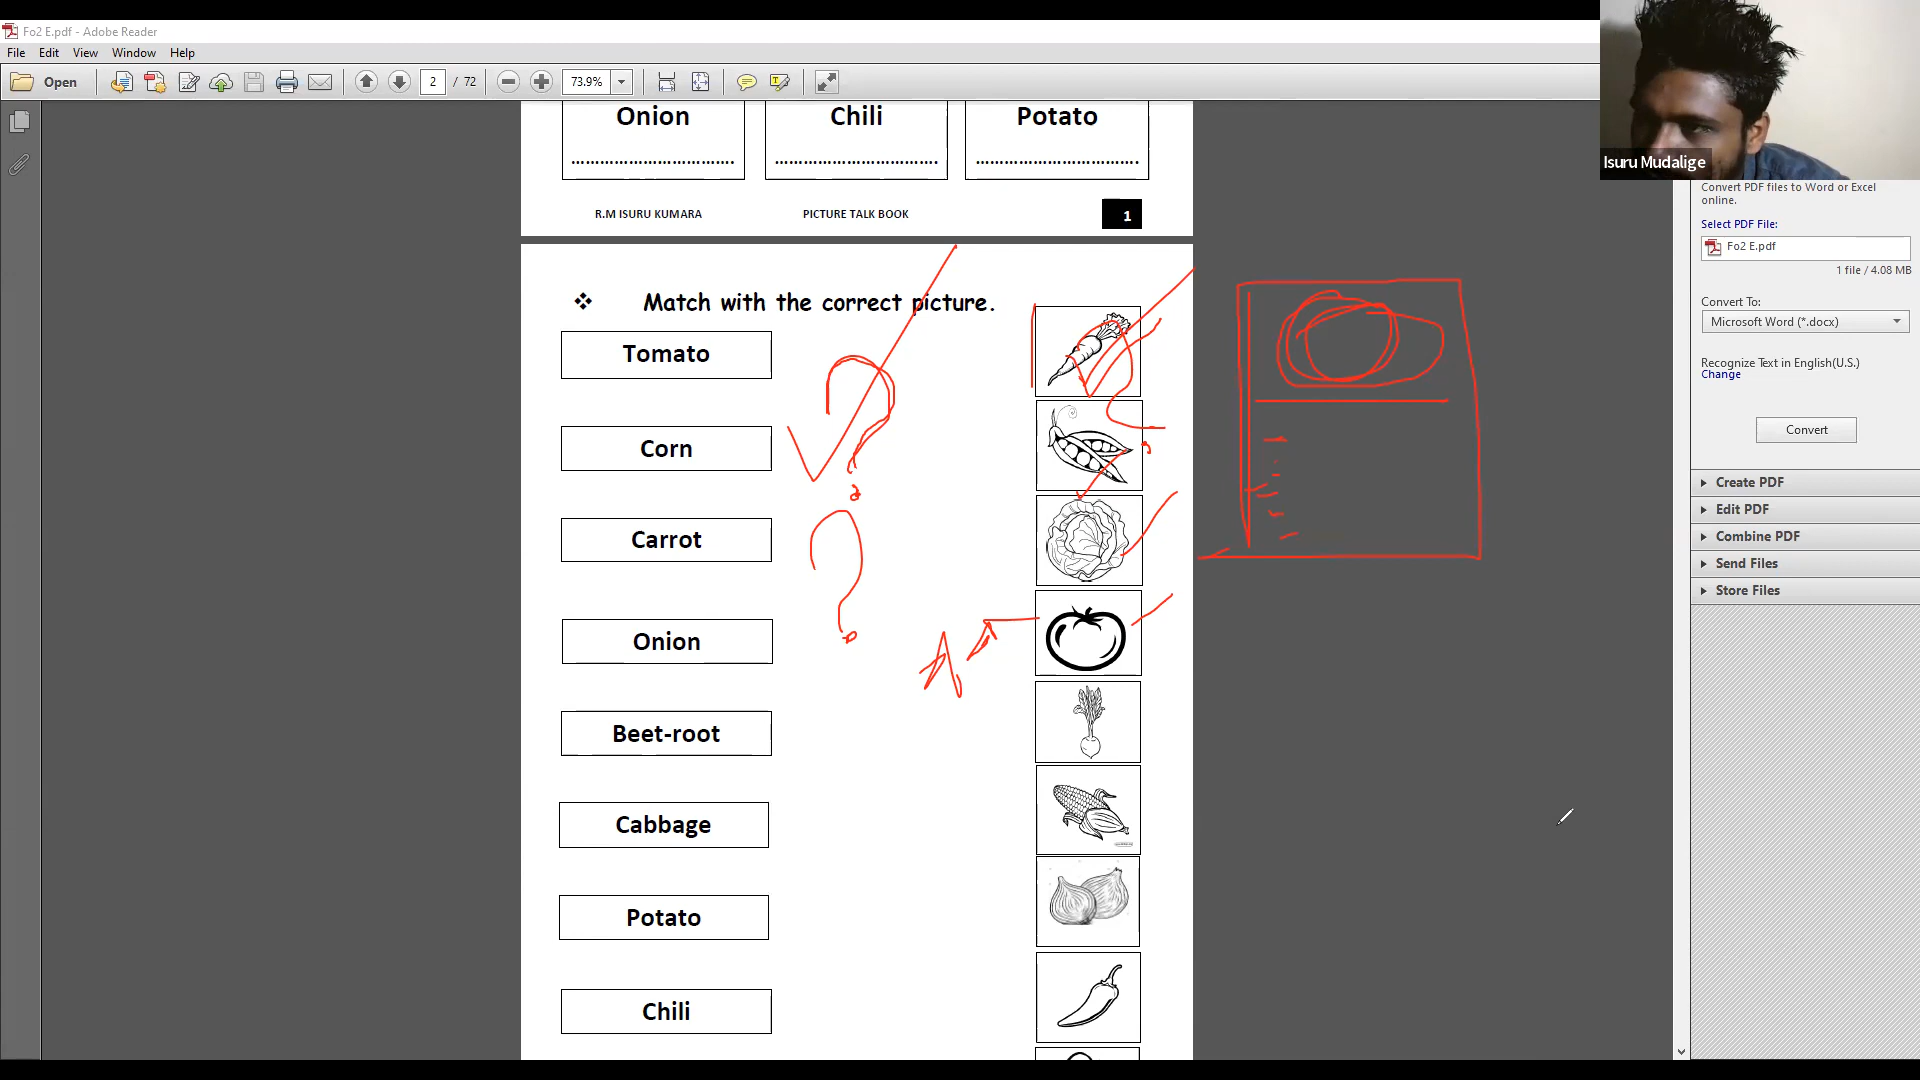 Fo2 E.pdf - Adobe Reader
File Edit View Window Help
Open 2 / 72 73.9%
Isuru Mudalige
Onion Chili Potato
................................. ................................. .................................
R.M ISURU KUMARA PICTURE TALK BOOK 1
❖ Match with the correct picture.
Tomato
Corn
Carrot
Onion
Beet-root
Cabbage
Potato
Chili
Convert PDF files to Word or Excel
online.
Select PDF File:
Fo2 E.pdf
1 file / 4.08 MB
Convert To:
Microsoft Word (*.docx)
Recognize Text in English(U.S.)
Change
Convert
Create PDF
Edit PDF
Combine PDF
Send Files
Store Files